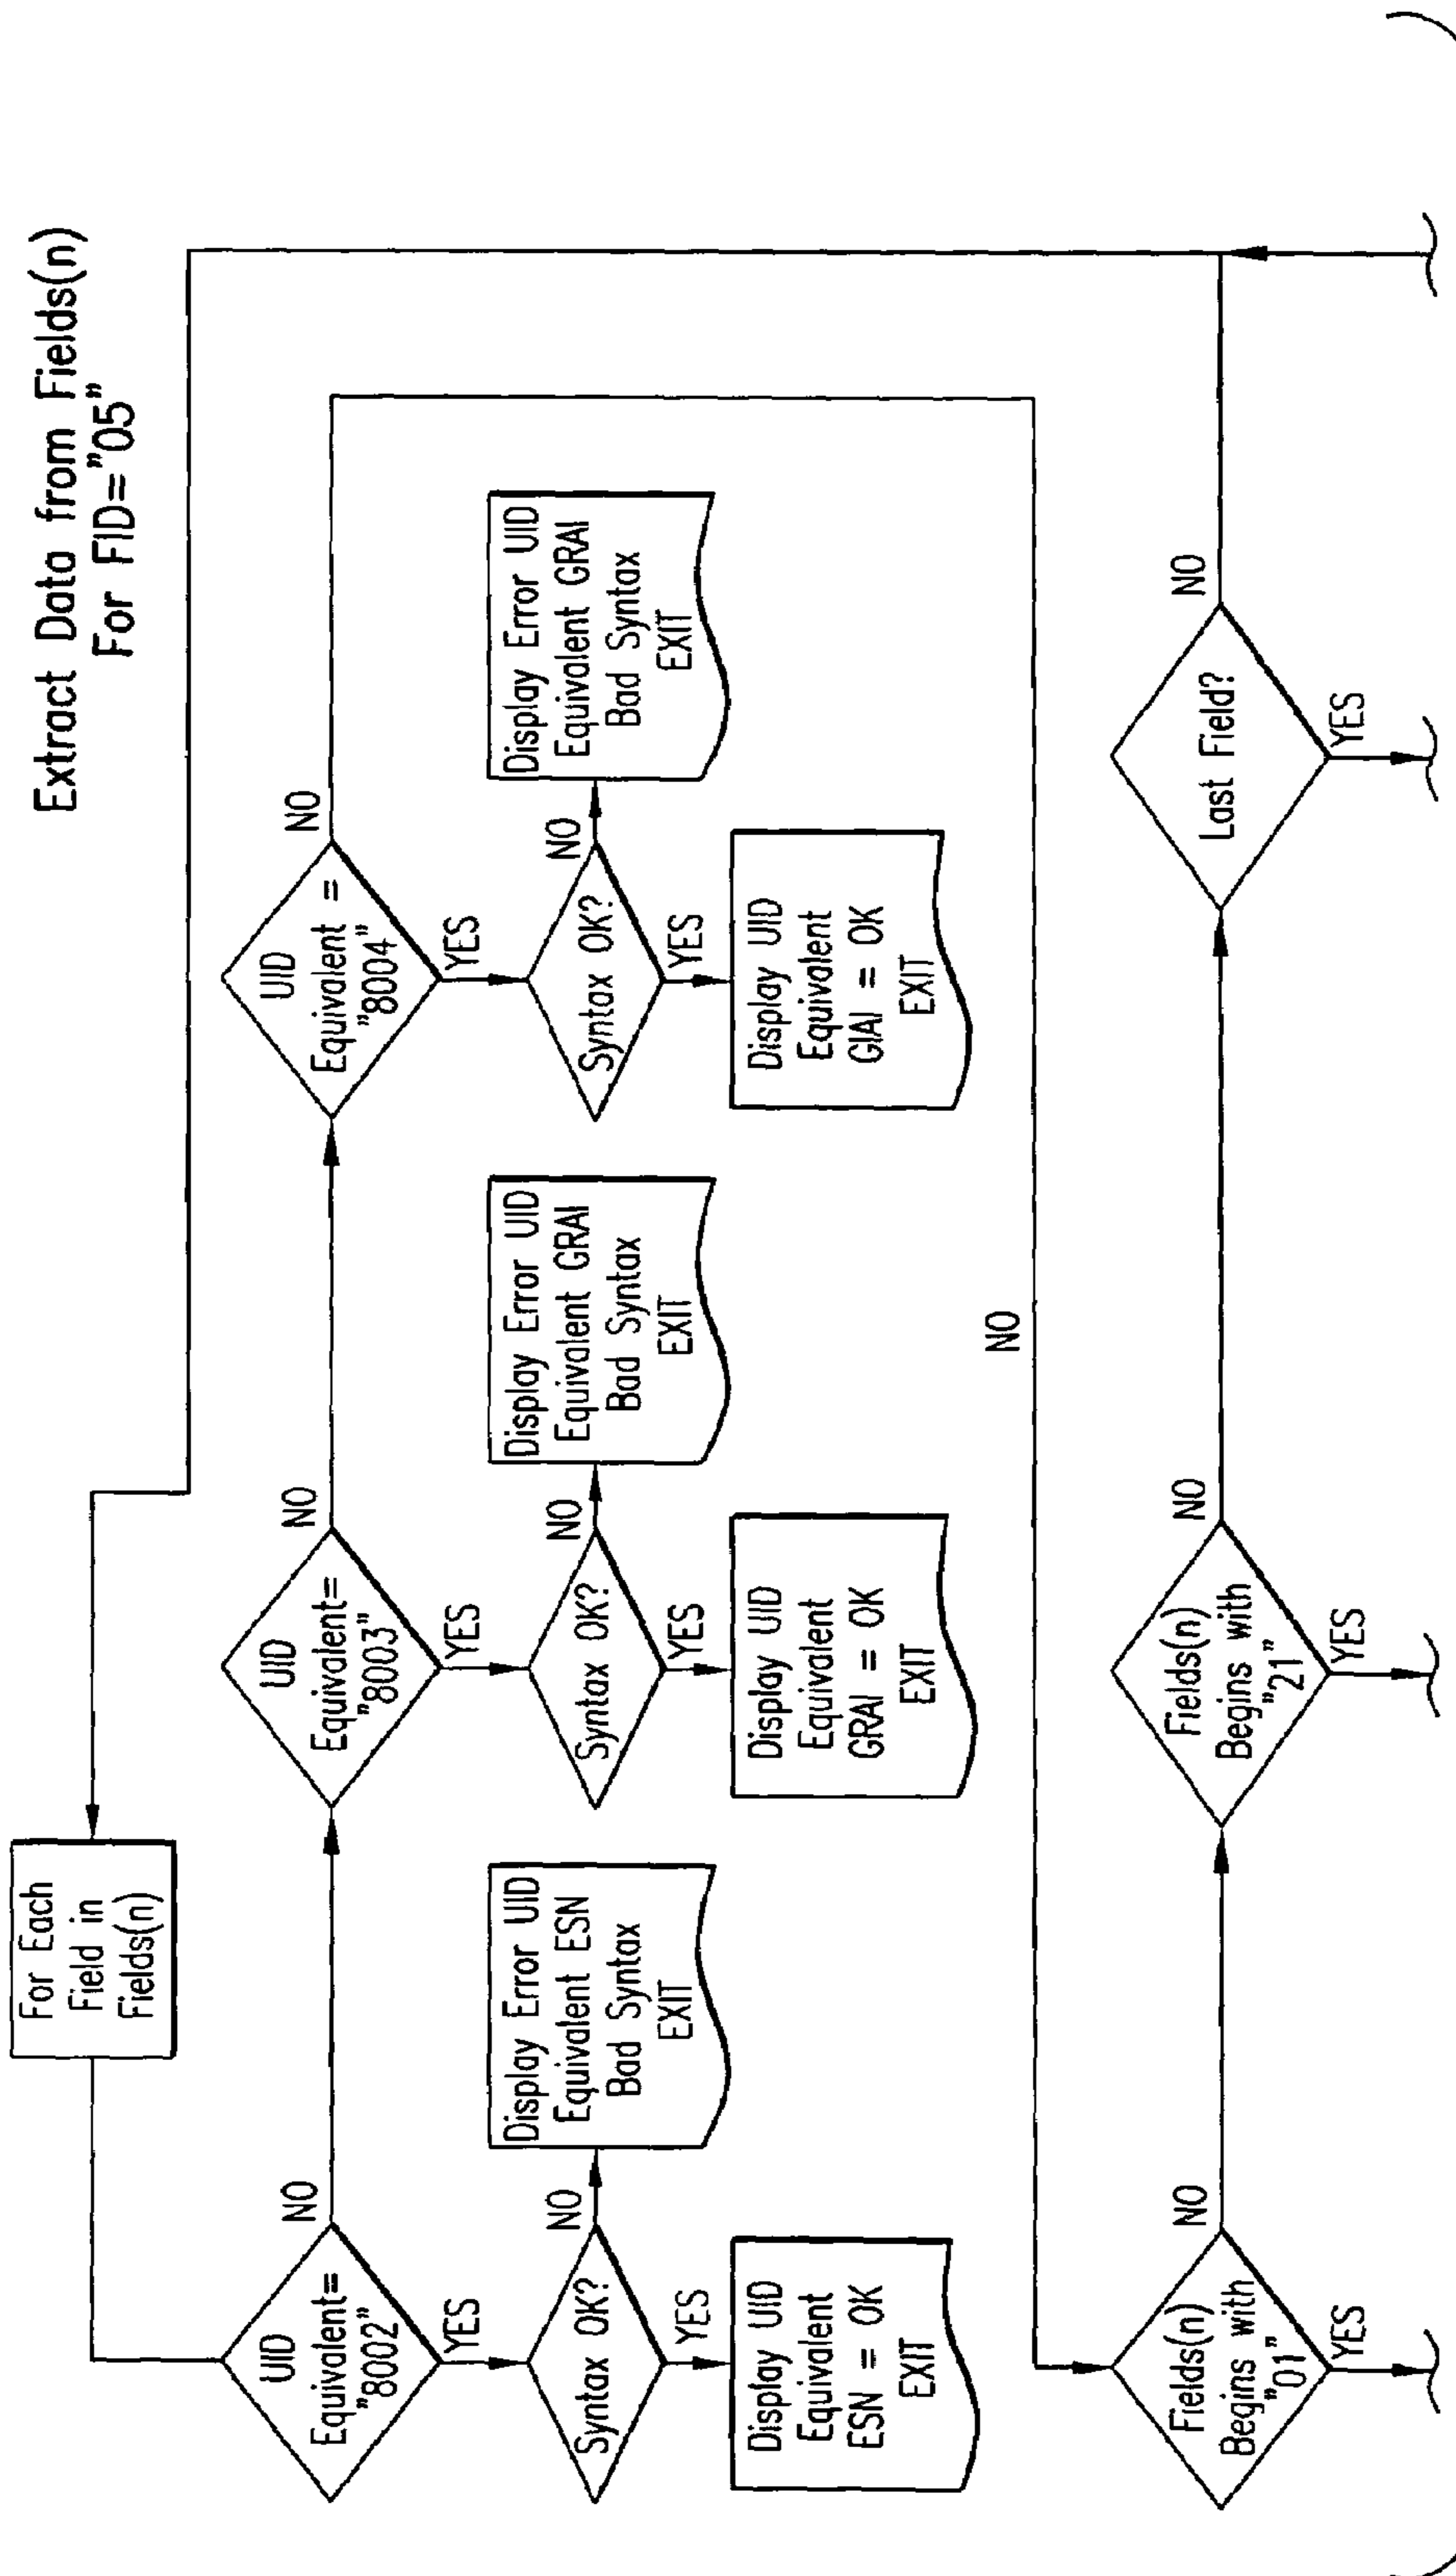 Extract Data from Fields(n)
For FID="05"
For Each
Field in
Fields(n)
UID
Equivalent=
"8002"
NO
YES
Syntax OK?
NO
YES
Display Error UID
Equivalent ESN
Bad Syntax
EXIT
Display UID
Equivalent
ESN = OK
EXIT
UID
Equivalent=
"8003"
NO
YES
Syntax OK?
NO
YES
Display Error UID
Equivalent GRAI
Bad Syntax
EXIT
Display UID
Equivalent
GRAI = OK
EXIT
UID
Equivalent =
"8004"
NO
YES
Syntax OK?
NO
YES
Display Error UID
Equivalent GRAI
Bad Syntax
EXIT
Display UID
Equivalent
GIAI = OK
EXIT
NO
Fields(n)
Begins with
"01"
NO
YES
Fields(n)
Begins with
"21"
NO
YES
Last Field?
NO
YES